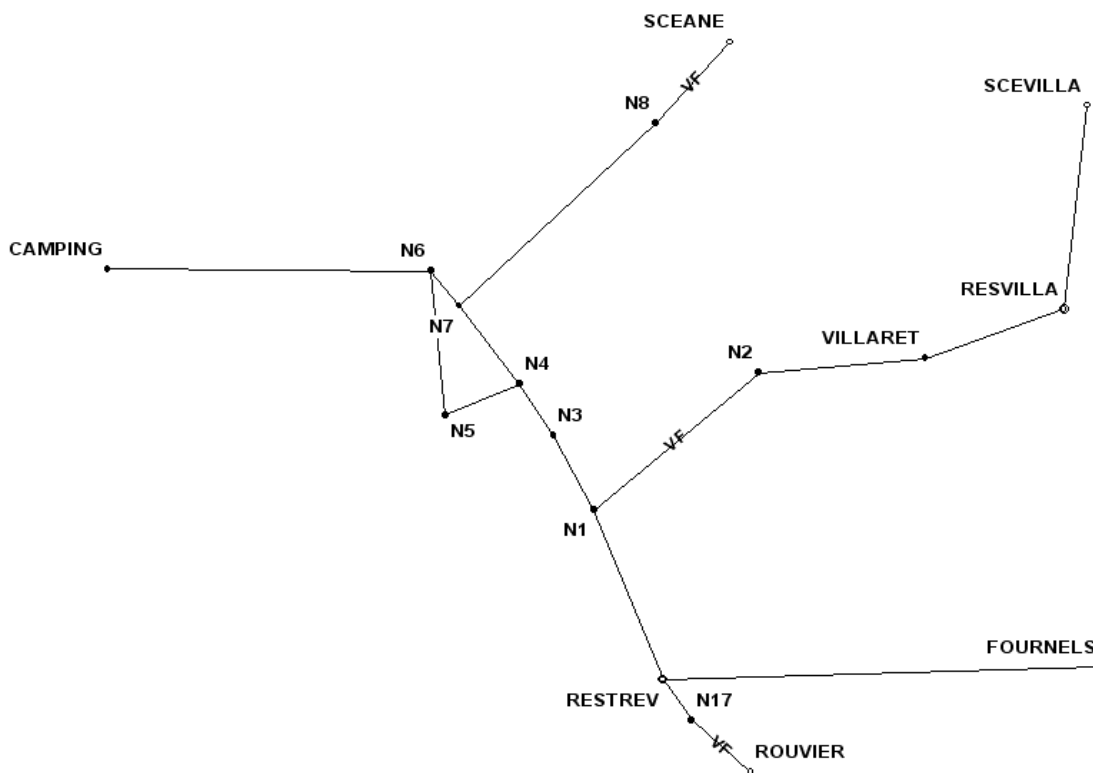 SCEANE
VF
SCEVILLA
N8
CAMPING
N6
RESVILLA
N7
VILLARET
N2
N4
N3
N5
VF
N1
FOURNELS
RESTREV
N17
VF
ROUVIER